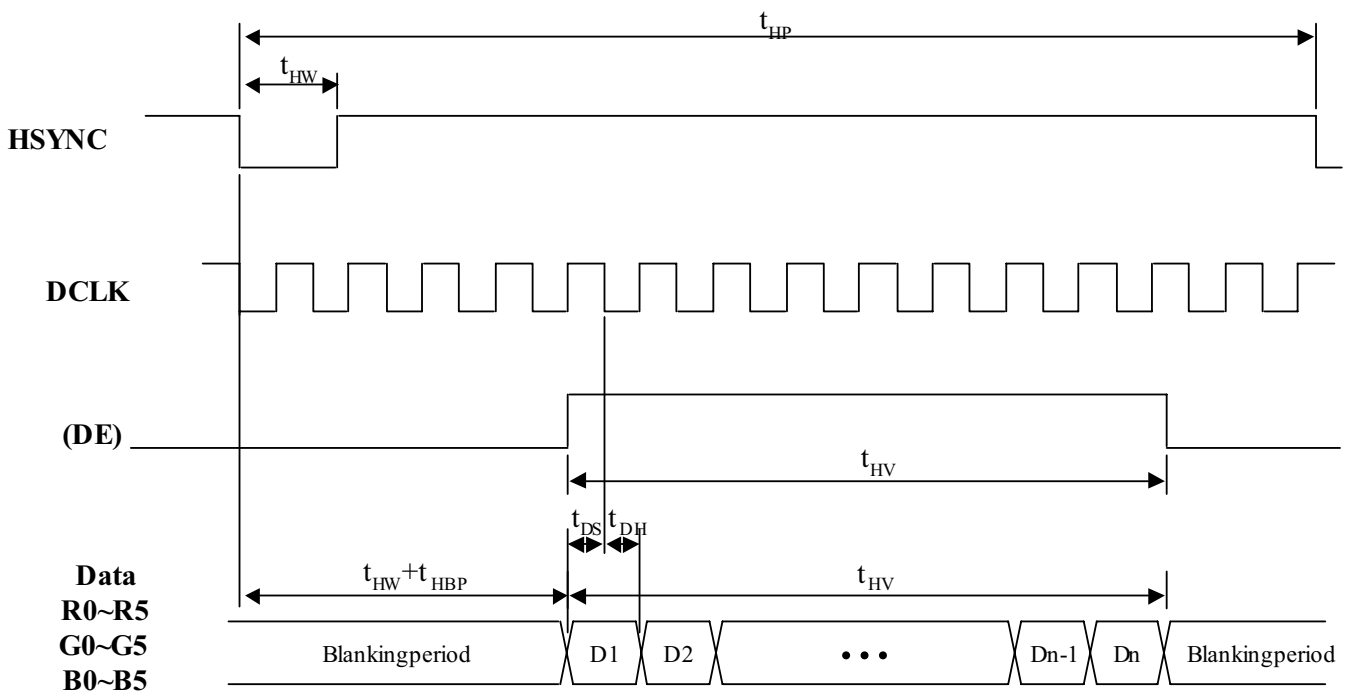 tHP
tHW
HSYNC
DCLK
(DE)
tHV
tDS tDH
Data
R0~R5
G0~G5
B0~B5
tHW+tHBP
tHV
Blankingperiod D1 D2 ••• Dn-1 Dn Blankingperiod